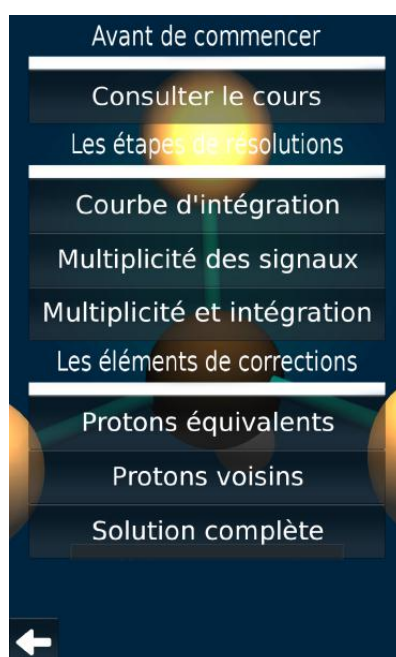 Avant de commencer
Consulter le cours
Les étapes de résolutions
Courbe d'intégration
Multiplicité des signaux
Multiplicité et intégration
Les éléments de corrections
Protons équivalents
Protons voisins
Solution complète